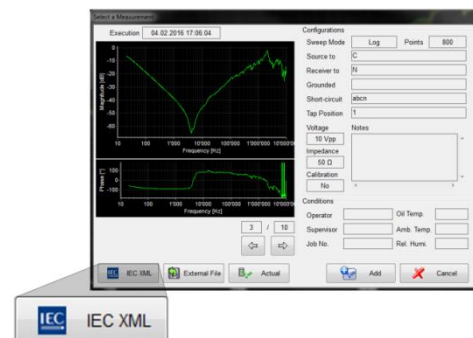 Select a Measurement
Execution 04.02.2016 17:06:04
0
-10
-20
-30
-40
-50
-60
Magnitude [dB]
10 100 1'000 10'000 100'000 1'000'000
Frequency [Hz]
100
0
-100
Phase [°]
10 100 1'000 10'000 100'000 1'000'000
Frequency [Hz]
3 / 10
Configurations
Sweep Mode Log Points 800
Source to C
Receiver to N
Grounded
Short-circuit abcn
Tap Position 1
Voltage Notes
10 Vpp
Impedance
50 Ω
Calibration
No
Conditions
Operator Oil Temp.
Supervisor Amb. Temp.
Job No. Rel. Humi.
IEC IEC XML External File Actual Add Cancel
IEC IEC XML